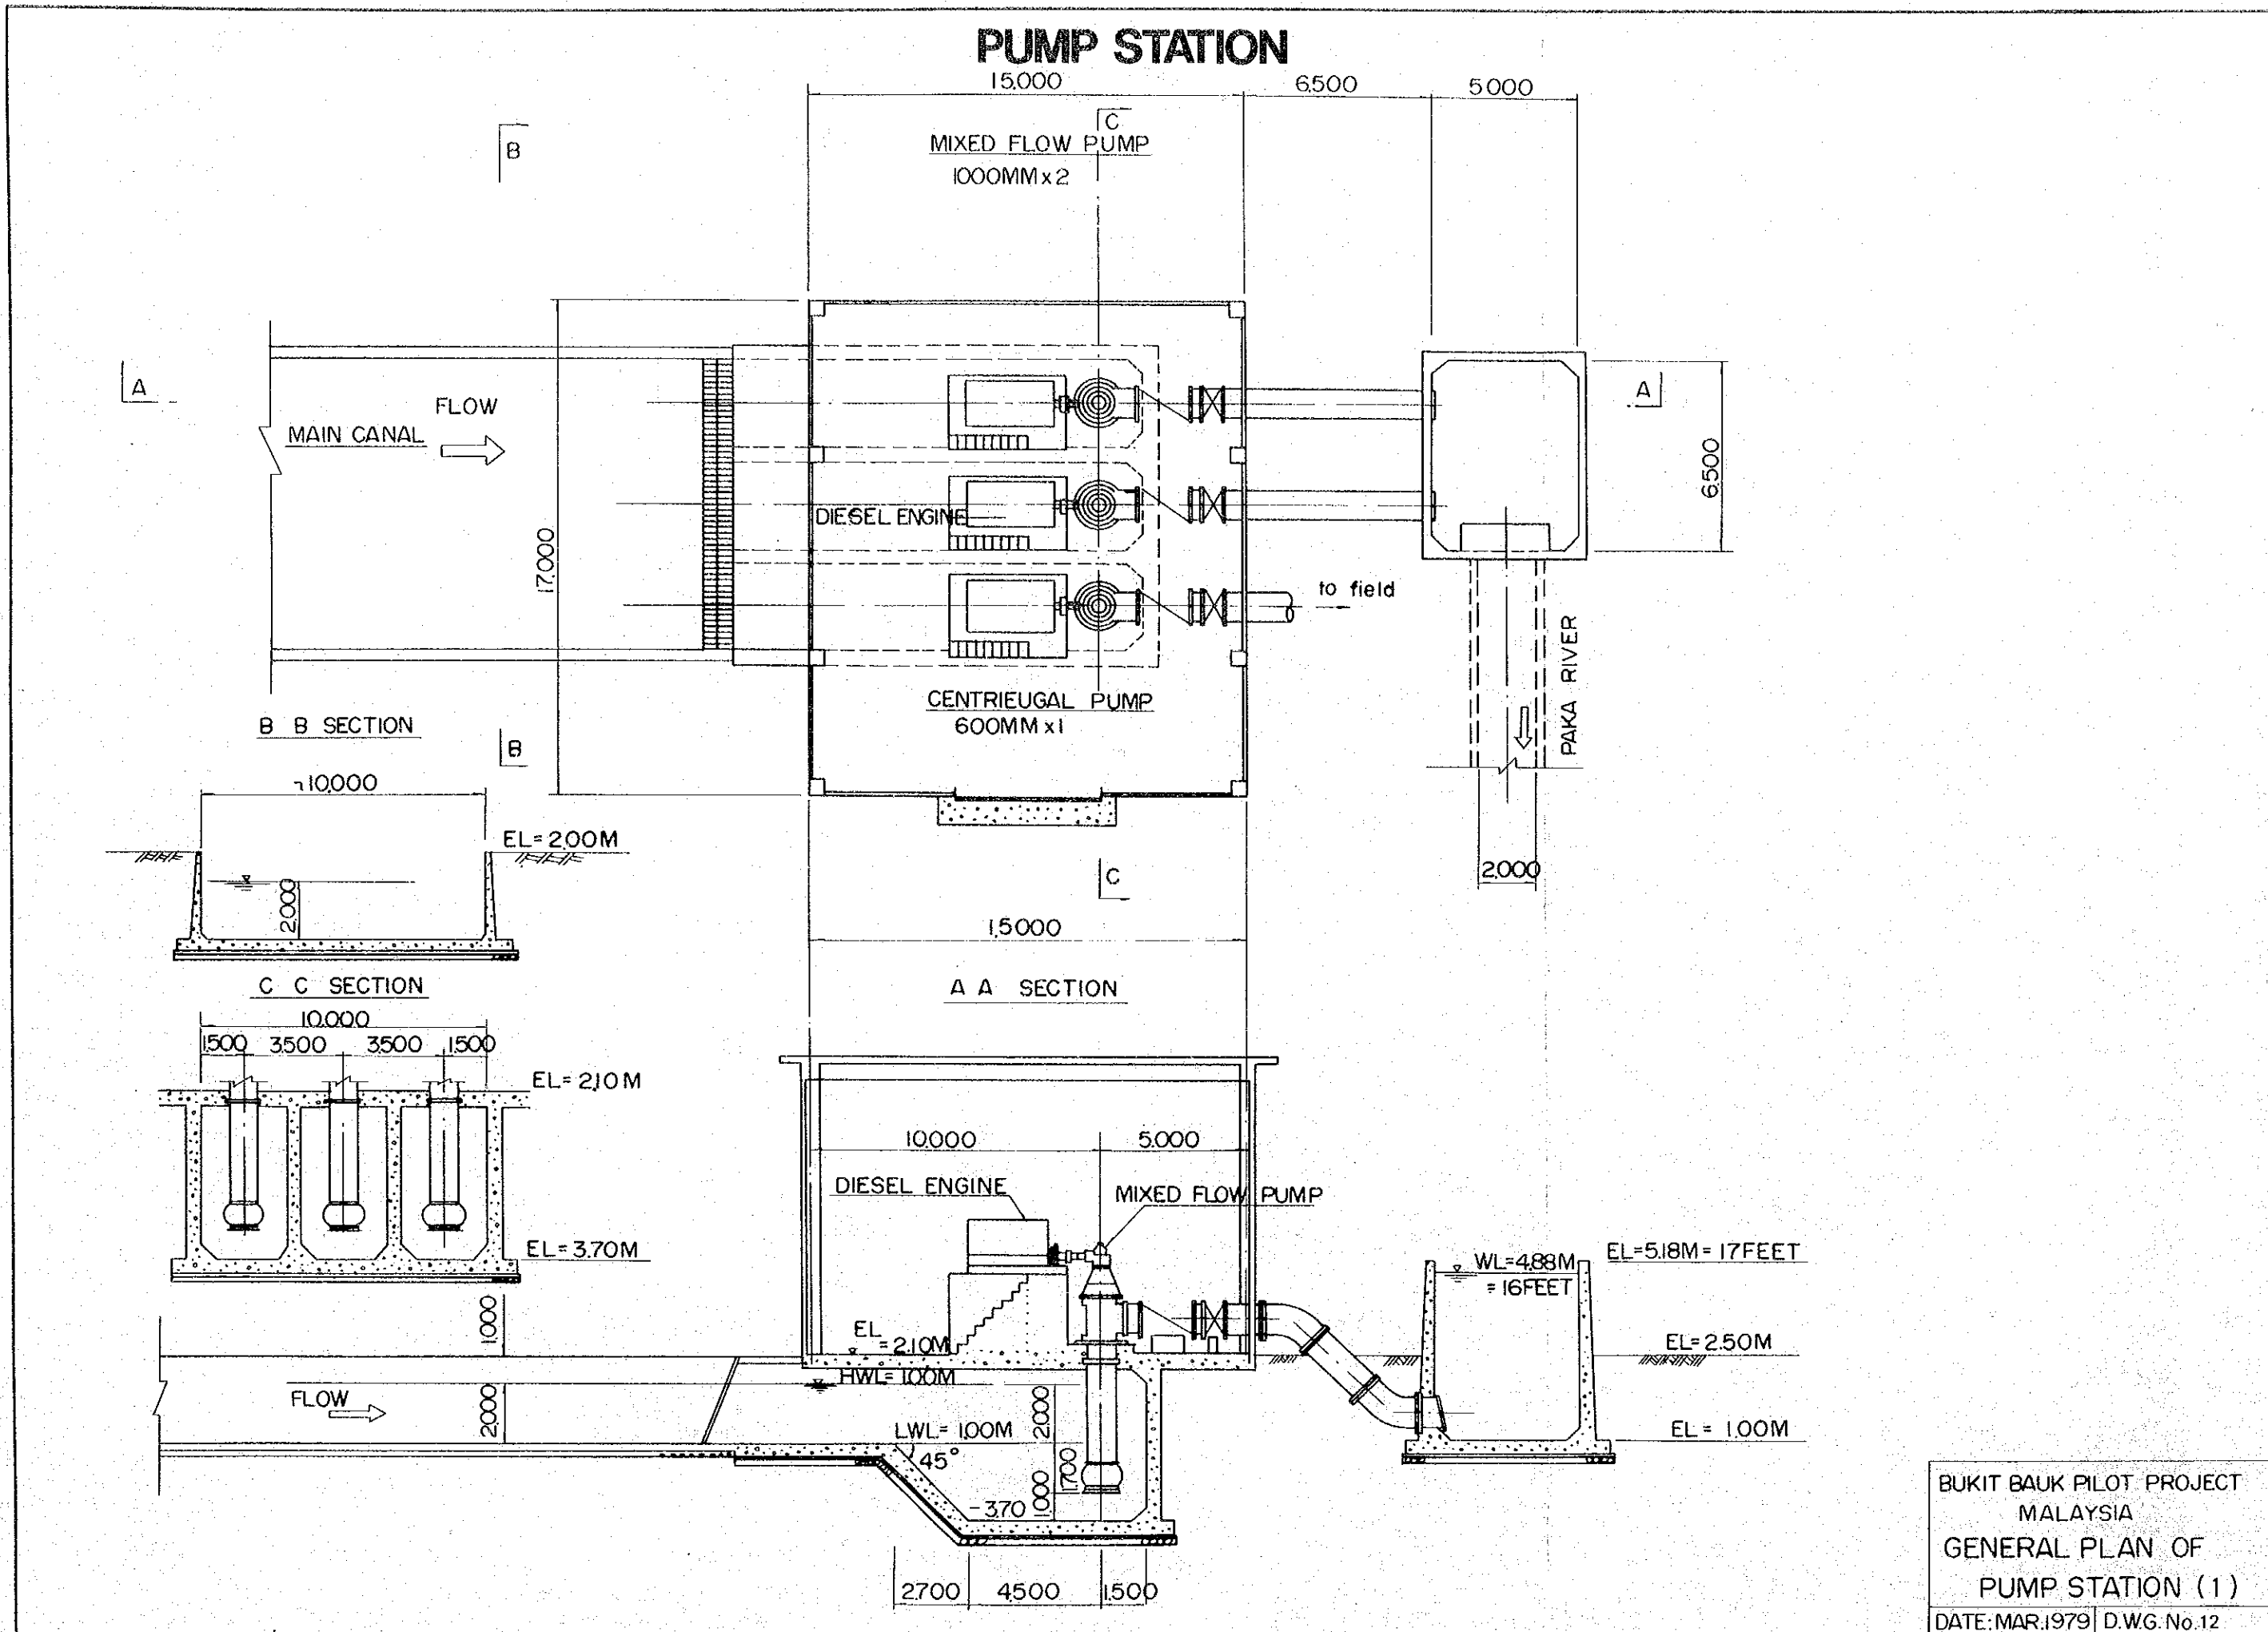 PUMP STATION
15.000
6.500
5 000
C
B
MIXED FLOW PUMP
1000MM x 2
A
FLOW
A
MAIN CANAL
6.500
DIESEL ENGINE
17.000
to field
PAKA RIVER
CENTRIEUGAL PUMP
600MM x 1
B B SECTION
B
10.000
EL= 2.00M
2.000
C
2.000
1.5000
C C SECTION
A A SECTION
10.000
1.500 3.500 3.500 1.500
EL= 2.10M
10.000
5.000
DIESEL ENGINE
MIXED FLOW PUMP
EL= 3.70M
WL= 4.88M
= 16FEET
EL=5.18M = 17FEET
1.000
EL
= 2.10M
EL= 2.50M
HWL= 1.00M
FLOW
2.000
2.000
LWL= 1.00M
45°
EL= 1.00M
1.700
-3.70
1.000
2.700 4.500 1.500
BUKIT BAUK PILOT PROJECT
MALAYSIA
GENERAL PLAN OF
PUMP STATION (1)
DATE: MAR.1979 D.W.G. No. 12